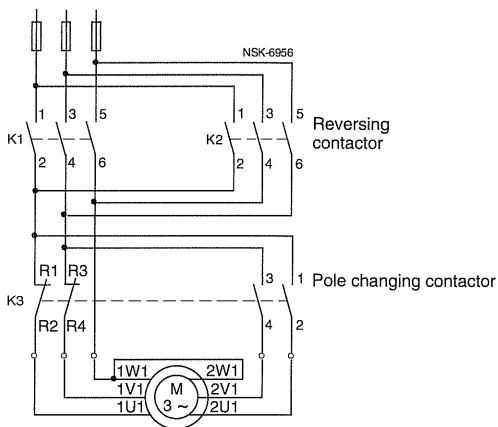 NSK-6956
1 3 5
K1
2 4 6
1 3 5
K2
2 4 6
Reversing
contactor
R1 R3
K3
R2 R4
3 1
4 2
Pole changing contactor
1W1 2W1
1V1 M 2V1
1U1 3 ~ 2U1